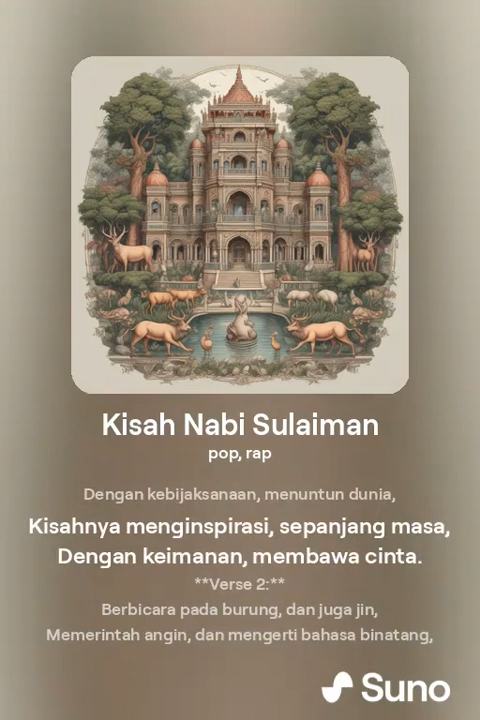 Kisah Nabi Sulaiman
pop, rap
Dengan kebijaksanaan, menuntun dunia,
Kisahnya menginspirasi, sepanjang masa,
Dengan keimanan, membawa cinta.
**Verse 2:**
Berbicara pada burung, dan juga jin,
Memerintah angin, dan mengerti bahasa binatang,
Suno